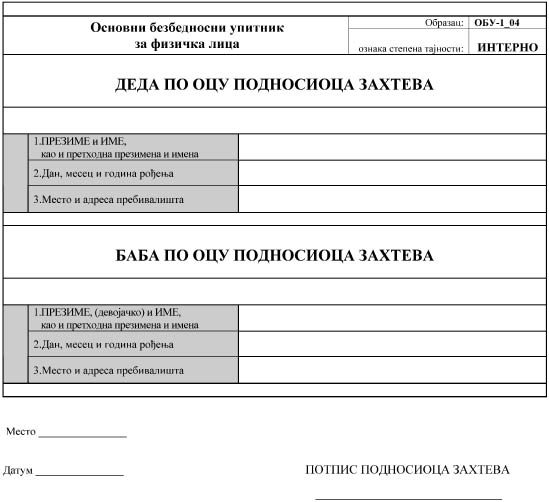 Основни безбедносни упитник
за физичка лица
Образац: ОБУ-1_04
ознака степена тајности: ИНТЕРНО
ДЕДА ПО ОЦУ ПОДНОСИОЦА ЗАХТЕВА
1.ПРЕЗИМЕ и ИМЕ,
као и претходна презимена и имена
2.Дан, месец и година рођења
3.Место и адреса пребивалишта
БАБА ПО ОЦУ ПОДНОСИОЦА ЗАХТЕВА
1.ПРЕЗИМЕ, (девојачко) и ИМЕ,
као и претходна презимена и имена
2.Дан, месец и година рођења
3.Место и адреса пребивалишта
Место ________________
Датум ________________
ПОТПИС ПОДНОСИОЦА ЗАХТЕВА